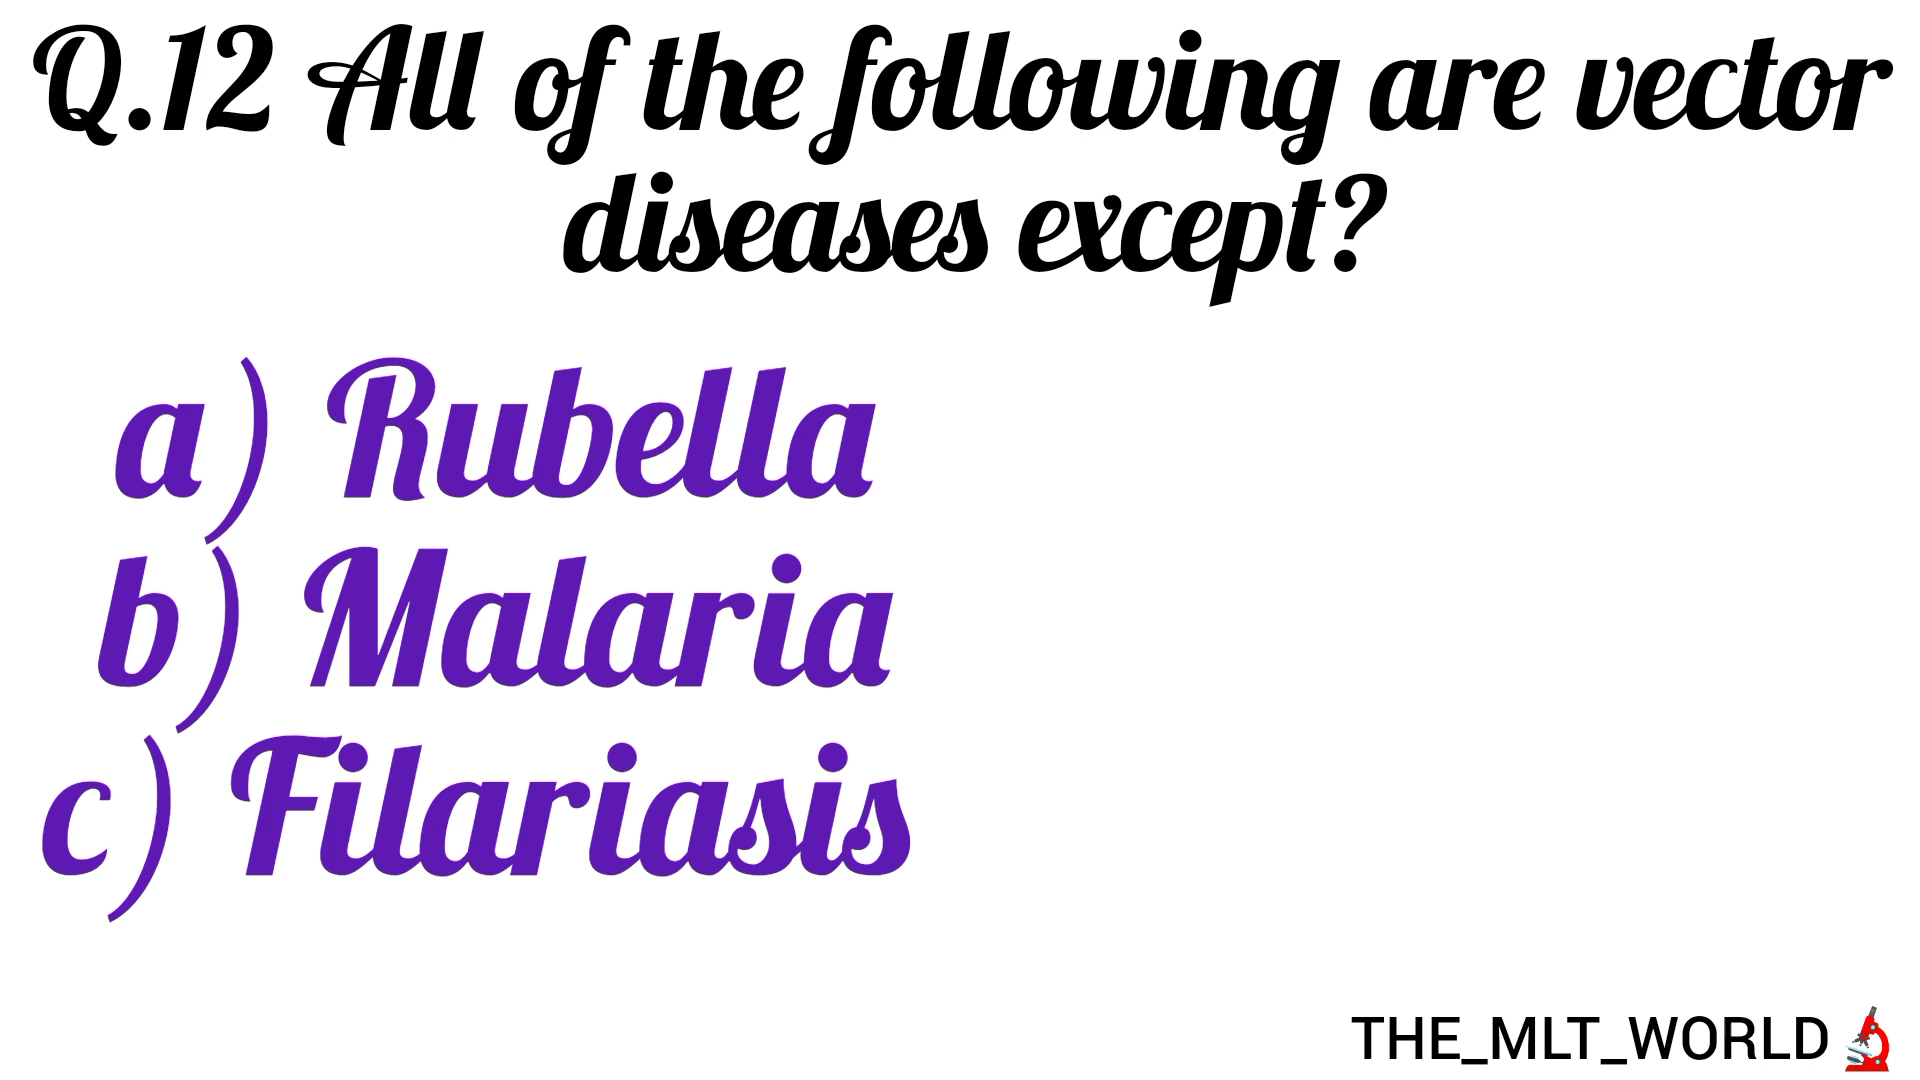 Q.12 All of the following are vector
diseases except?
a) Rubella
b) Malaria
c) Filariasis
THE_MLT_WORLD